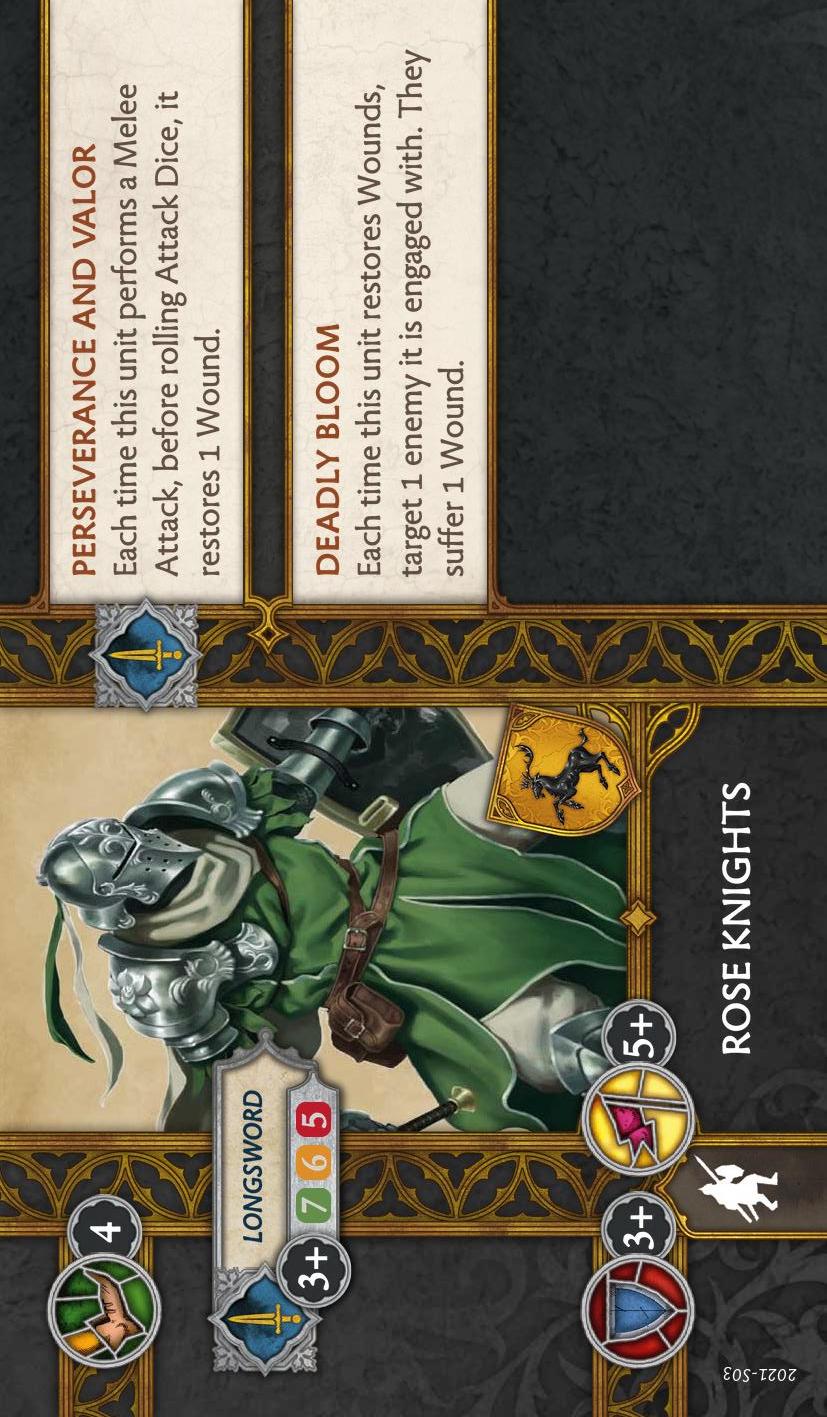 4
LONGSWORD
3+
7 6 5
3+
5+
ROSE KNIGHTS
PERSEVERANCE AND VALOR
Each time this unit performs a Melee
Attack, before rolling Attack Dice, it
restores 1 Wound.
DEADLY BLOOM
Each time this unit restores Wounds,
target 1 enemy it is engaged with. They
suffer 1 Wound.
2021-S03